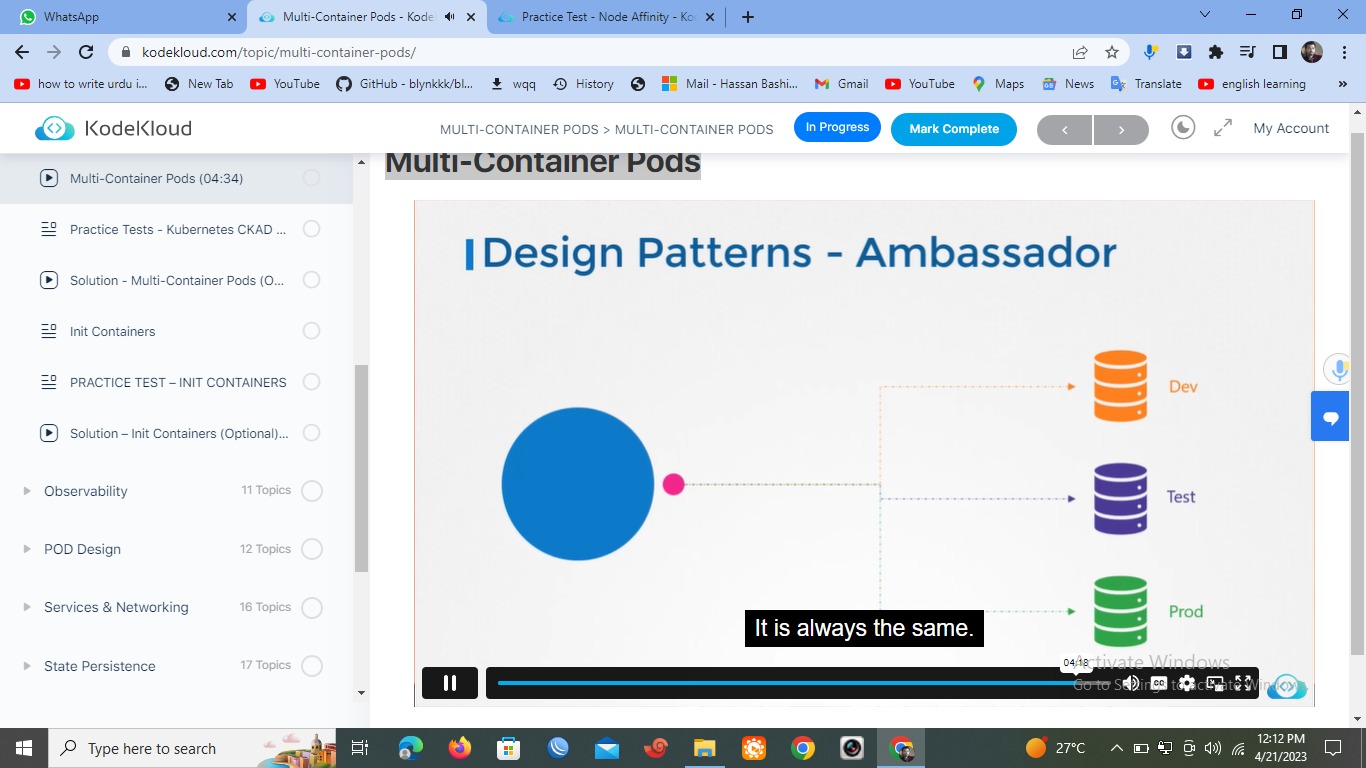 WhatsApp
Multi-Container Pods - Kodek
Practice Test - Node Affinity - Ko
kodekloud.com/topic/multi-container-pods/
how to write urdu i...
New Tab
YouTube
GitHub - blynkkk/bl...
wqq
History
Mail - Hassan Bashi...
Gmail
YouTube
Maps
News
Translate
english learning
»
KodeKloud
MULTI-CONTAINER PODS > MULTI-CONTAINER PODS
In Progress
Mark Complete
<
>
My Account
Multi-Container Pods (04:34)
Practice Tests - Kubernetes CKAD ...
Solution - Multi-Container Pods (O...
Init Containers
PRACTICE TEST – INIT CONTAINERS
Solution – Init Containers (Optional)...
Observability 11 Topics
POD Design 12 Topics
Services & Networking 16 Topics
State Persistence 17 Topics
Multi-Container Pods
Design Patterns - Ambassador
Dev
Test
Prod
It is always the same.
04:18
CC
Activate Windows
Go to Settings to activate Windows.
Type here to search
27°C
12:12 PM
4/21/2023